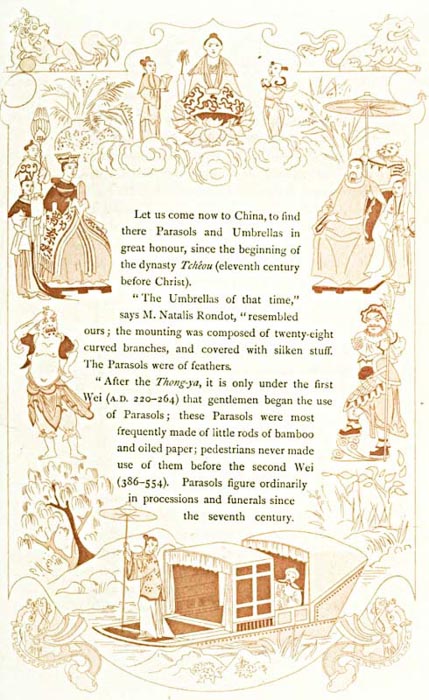 Let us come now to China, to find
there Parasols and Umbrellas in
great honour, since the beginning of
the dynasty Tchéou (eleventh century
before Christ).
“The Umbrellas of that time,”
says M. Natalis Rondot, “resembled
ours; the mounting was composed of twenty-eight
curved branches, and covered with silken stuff.
The Parasols were of feathers.
“After the Thong-ya, it is only under the first
Wei (A.D. 220–264) that gentlemen began the use
of Parasols; these Parasols were most
frequently made of little rods of bamboo
and oiled paper; pedestrians never made
use of them before the second Wei
(386–554). Parasols figure ordinarily
in processions and funerals since
the seventh century.